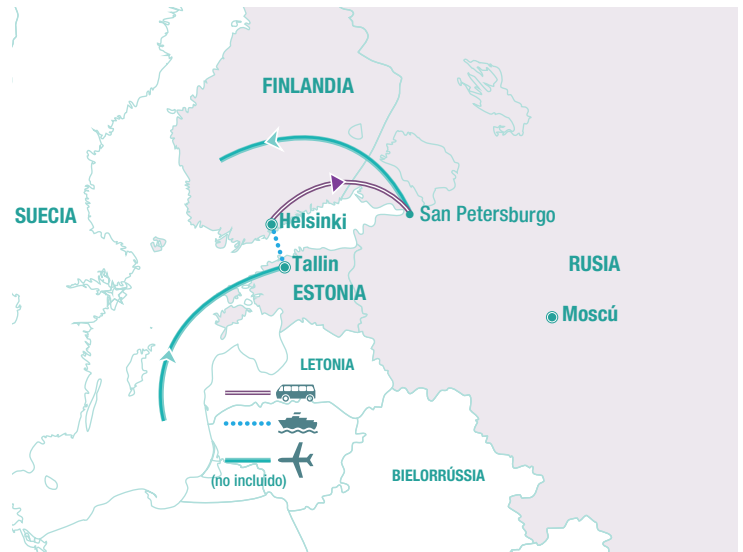 FINLANDIA
SUECIA
Helsinki
San Petersburgo
Tallin
RUSIA
ESTONIA
Moscú
LETONIA
BIELORRÚSSIA
(no incluido)